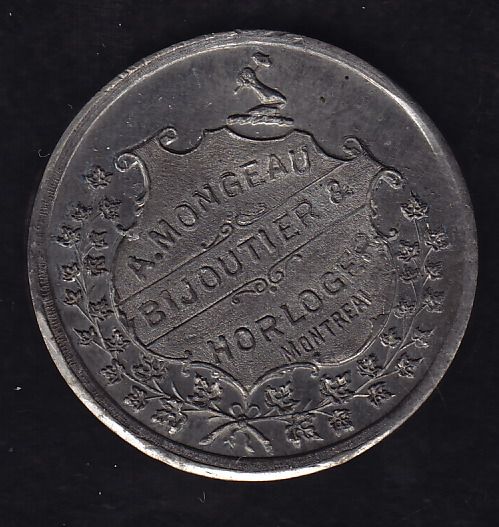 A. MONGEAU
BIJOUTIER &
HORLOGER
MONTREAL